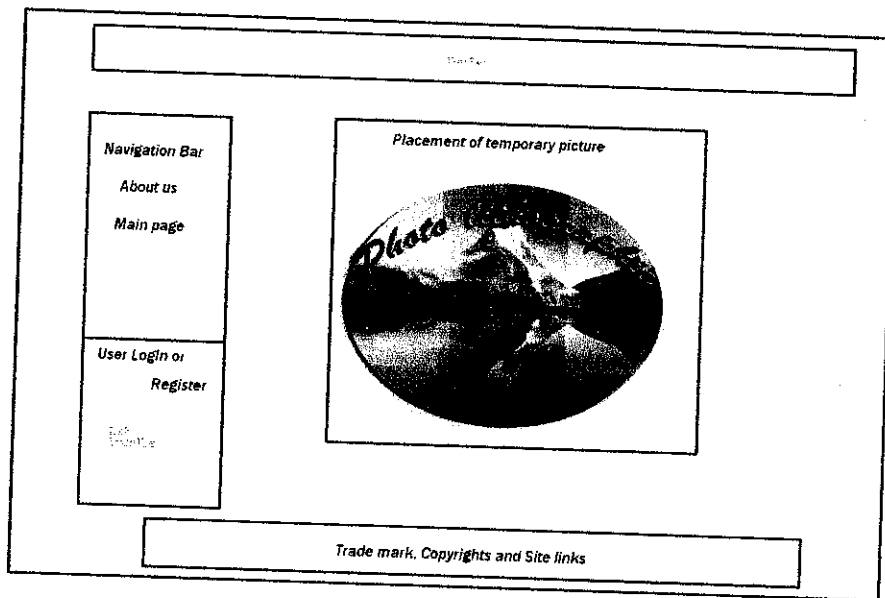 Navigation Bar
About us
Main page
Placement of temporary picture
Photo
User Login or
Register
Trade mark, Copyrights and Site links